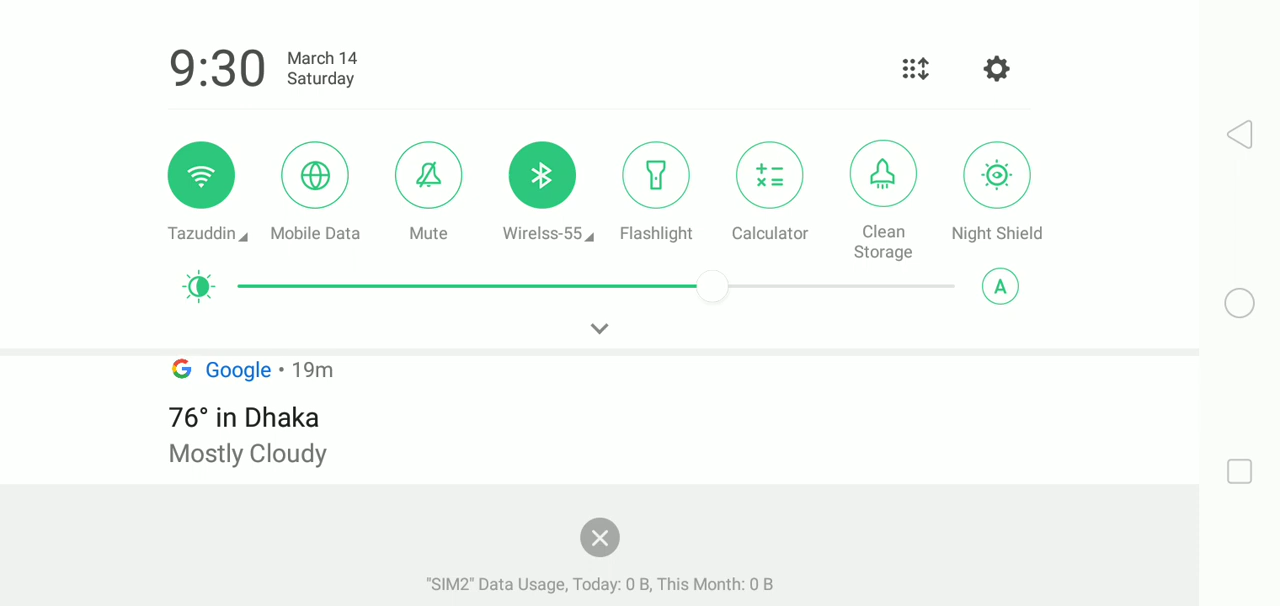 9:30
March 14
Saturday
Tazuddin
Mobile Data
Mute
Wirelss-55
Flashlight
Calculator
Clean
Storage
Night Shield
A
Google • 19m
76° in Dhaka
Mostly Cloudy
"SIM2" Data Usage, Today: 0 B, This Month: 0 B